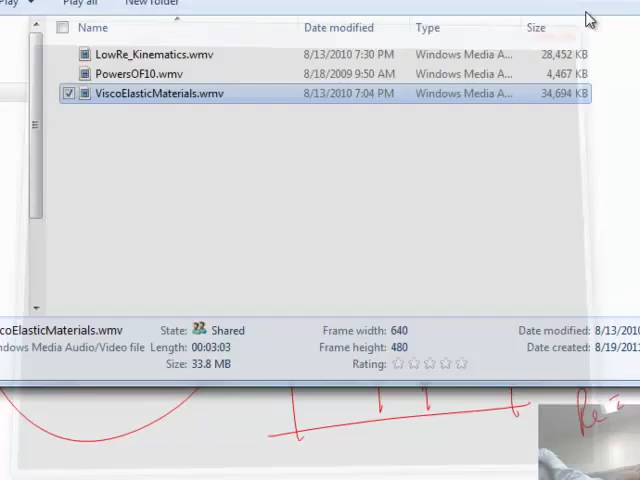 Play Play all New folder
Name Date modified Type Size
LowRe_Kinematics.wmv 8/13/2010 7:30 PM Windows Media A... 28,452 KB
PowersOf10.wmv 8/18/2009 9:50 AM Windows Media A... 4,467 KB
ViscoElasticMaterials.wmv 8/13/2010 7:04 PM Windows Media A... 34,694 KB
coElasticMaterials.wmv State: Shared Frame width: 640 Date modified: 8/13/2010
ndows Media Audio/Video file Length: 00:03:03 Frame height: 480 Date created: 8/19/2011
Size: 33.8 MB Rating:
Re =